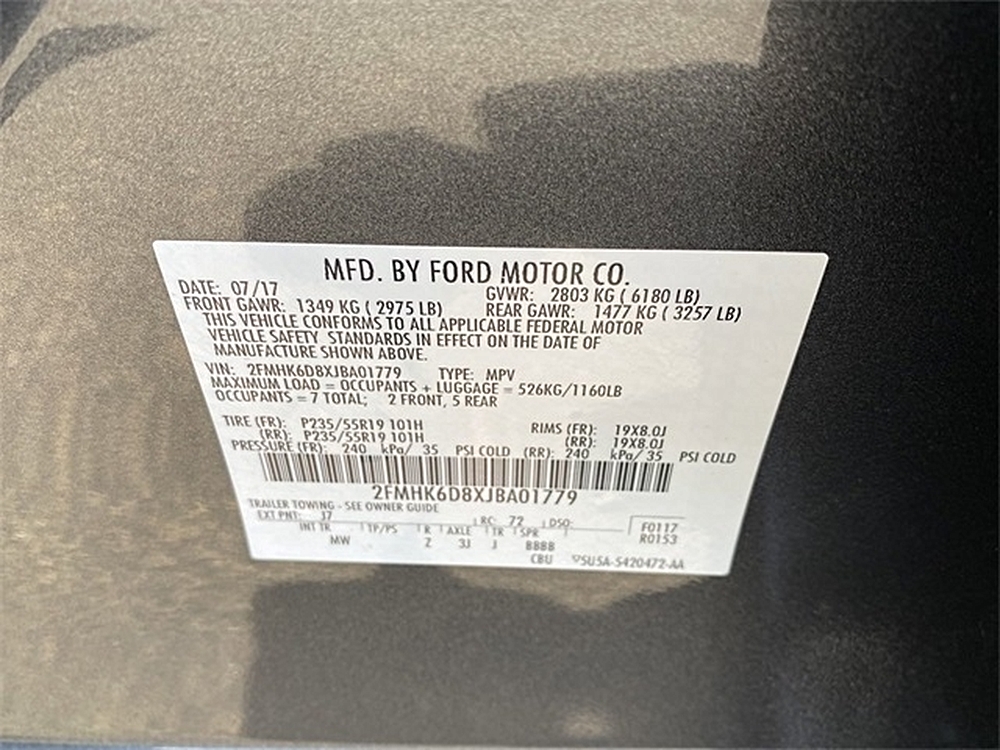 MFD. BY FORD MOTOR CO.
DATE: 07/17 GVWR: 2803 KG ( 6180 LB)
FRONT GAWR: 1349 KG ( 2975 LB) REAR GAWR: 1477 KG ( 3257 LB)
THIS VEHICLE CONFORMS TO ALL APPLICABLE FEDERAL MOTOR
VEHICLE SAFETY STANDARDS IN EFFECT ON THE DATE OF
MANUFACTURE SHOWN ABOVE.
VIN: 2FMHK6D8XJBA01779 TYPE: MPV
MAXIMUM LOAD = OCCUPANTS + LUGGAGE = 526KG/1160LB
OCCUPANTS = 7 TOTAL; 2 FRONT, 5 REAR
TIRE (FR): P235/55R19 101H RIMS (FR): 19X8.0J
(RR): P235/55R19 101H (RR): 19X8.0J
PRESSURE (FR): 240 kPa/ 35 PSI COLD (RR): 240 kPa/ 35 PSI COLD
2FMHK6D8XJBA01779
TRAILER TOWING - SEE OWNER GUIDE
EXT PNT: J7 RC: 72 DSO: F0117
INT TR TP/PS R AXLE TR SPR R0153
MW 2 3J J BBBB
CBU 5U5A-5420472-AA